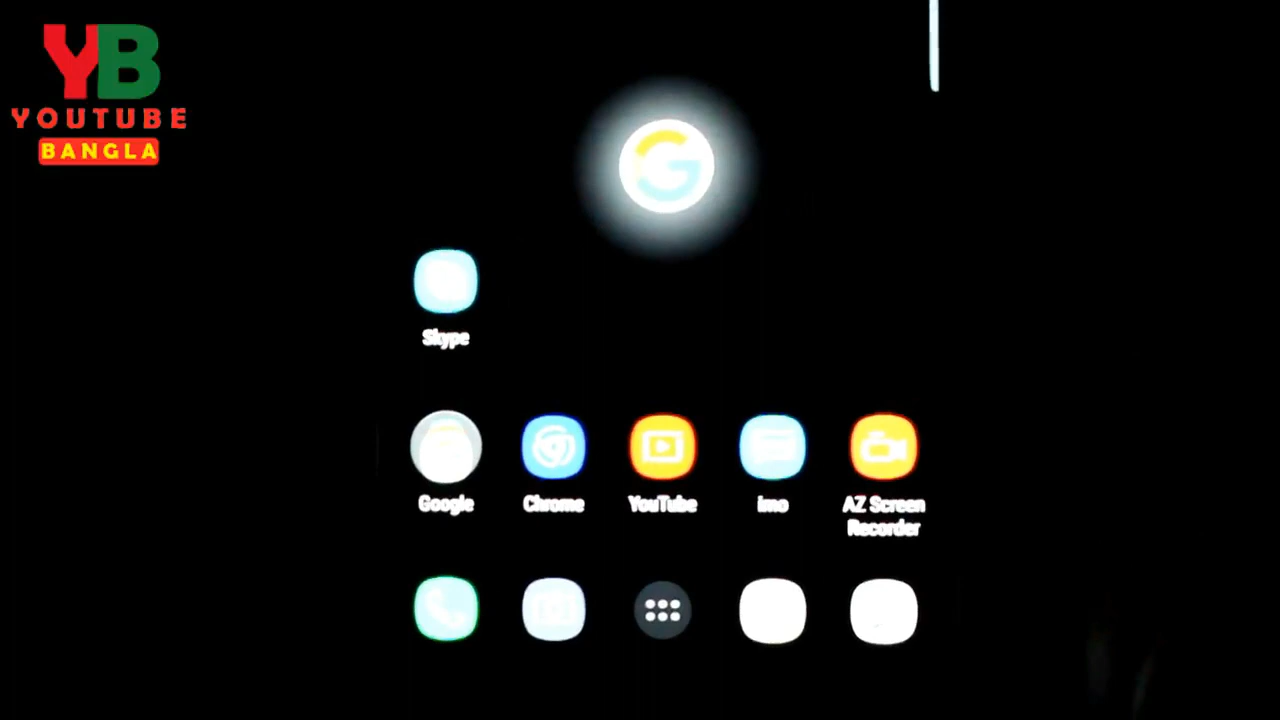 YB
YOUTUBE
BANGLA
G
Skype
Google
Chrome
YouTube
imo
AZ Screen
Recorder